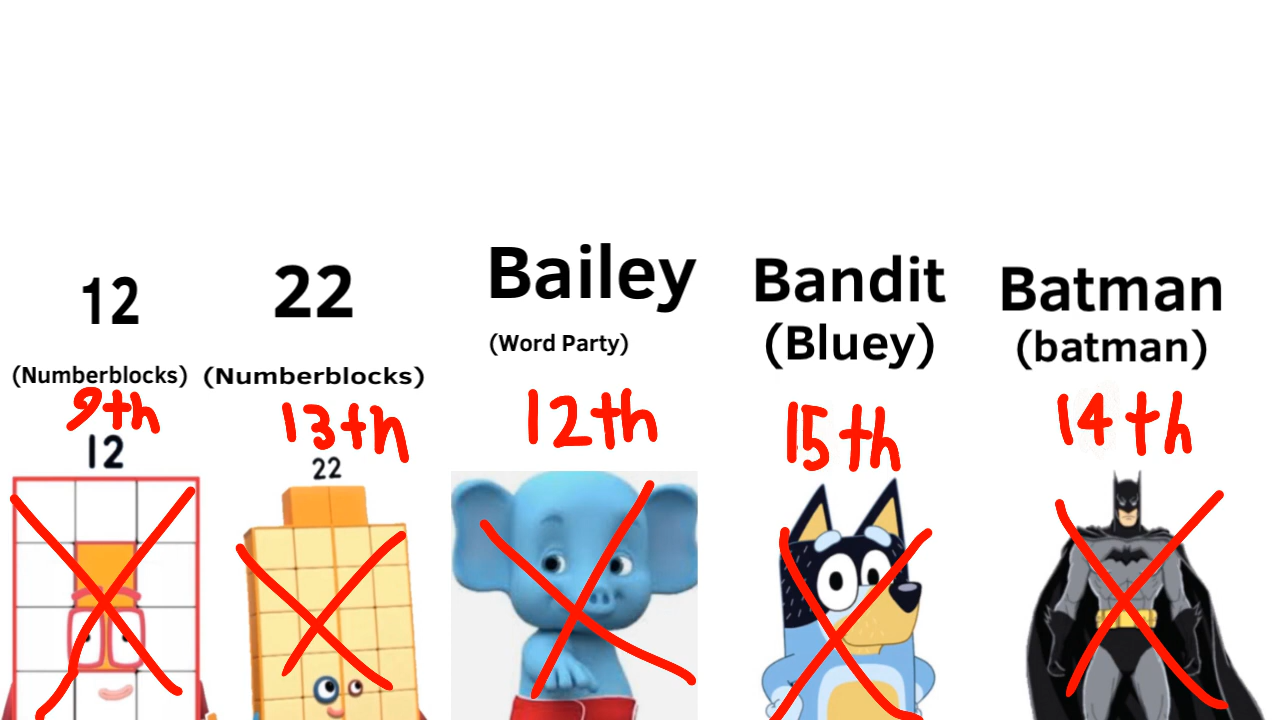 12
(Numberblocks)
9th
12
22
(Numberblocks)
13th
22
Bailey
(Word Party)
12th
Bandit
(Bluey)
15th
Batman
(batman)
14th